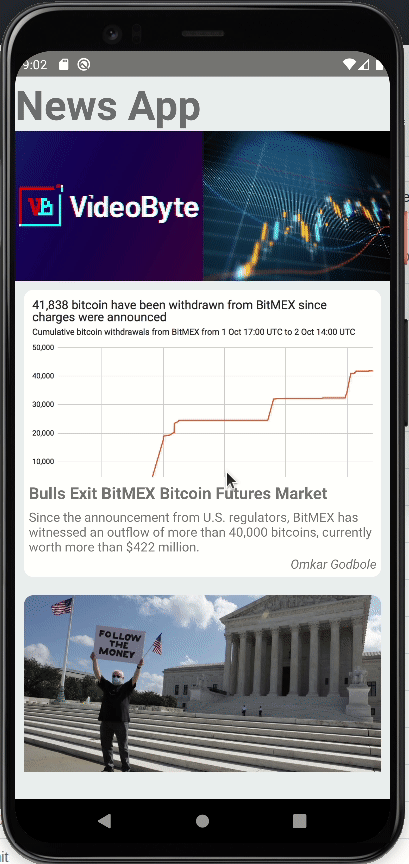 9:02
News App
VB VideoByte
41,838 bitcoin have been withdrawn from BitMEX since
charges were announced
Cumulative bitcoin withdrawals from BitMEX from 1 Oct 17:00 UTC to 2 Oct 14:00 UTC
50,000
40,000
30,000
20,000
10,000
Bulls Exit BitMEX Bitcoin Futures Market
Since the announcement from U.S. regulators, BitMEX has
witnessed an outflow of more than 40,000 bitcoins, currently
worth more than $422 million.
Omkar Godbole
FOLLOW
THE
MONEY